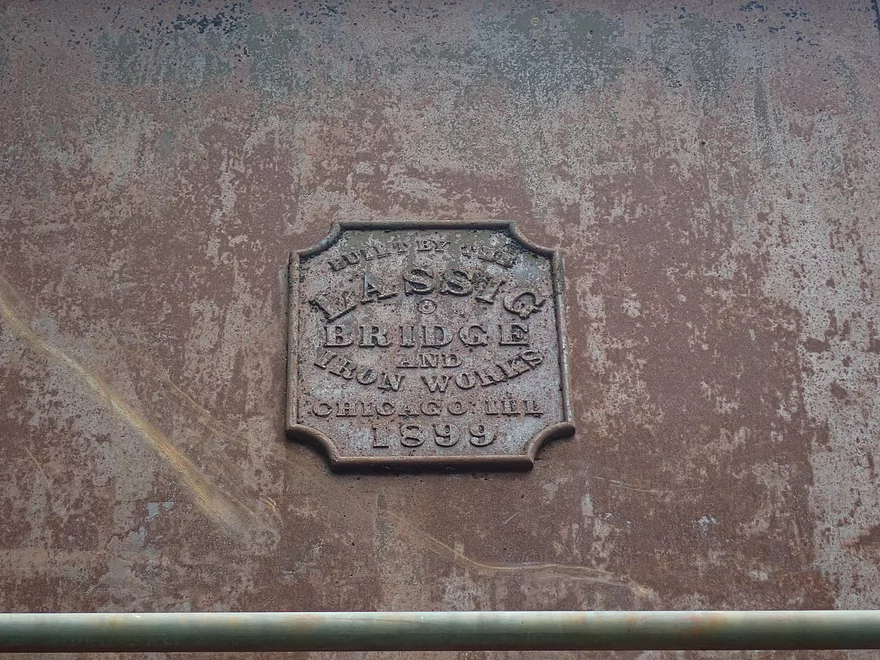 BUILT BY THE
LASSIG
BRIDGE
AND
IRON WORKS
CHICAGO ILL
1899